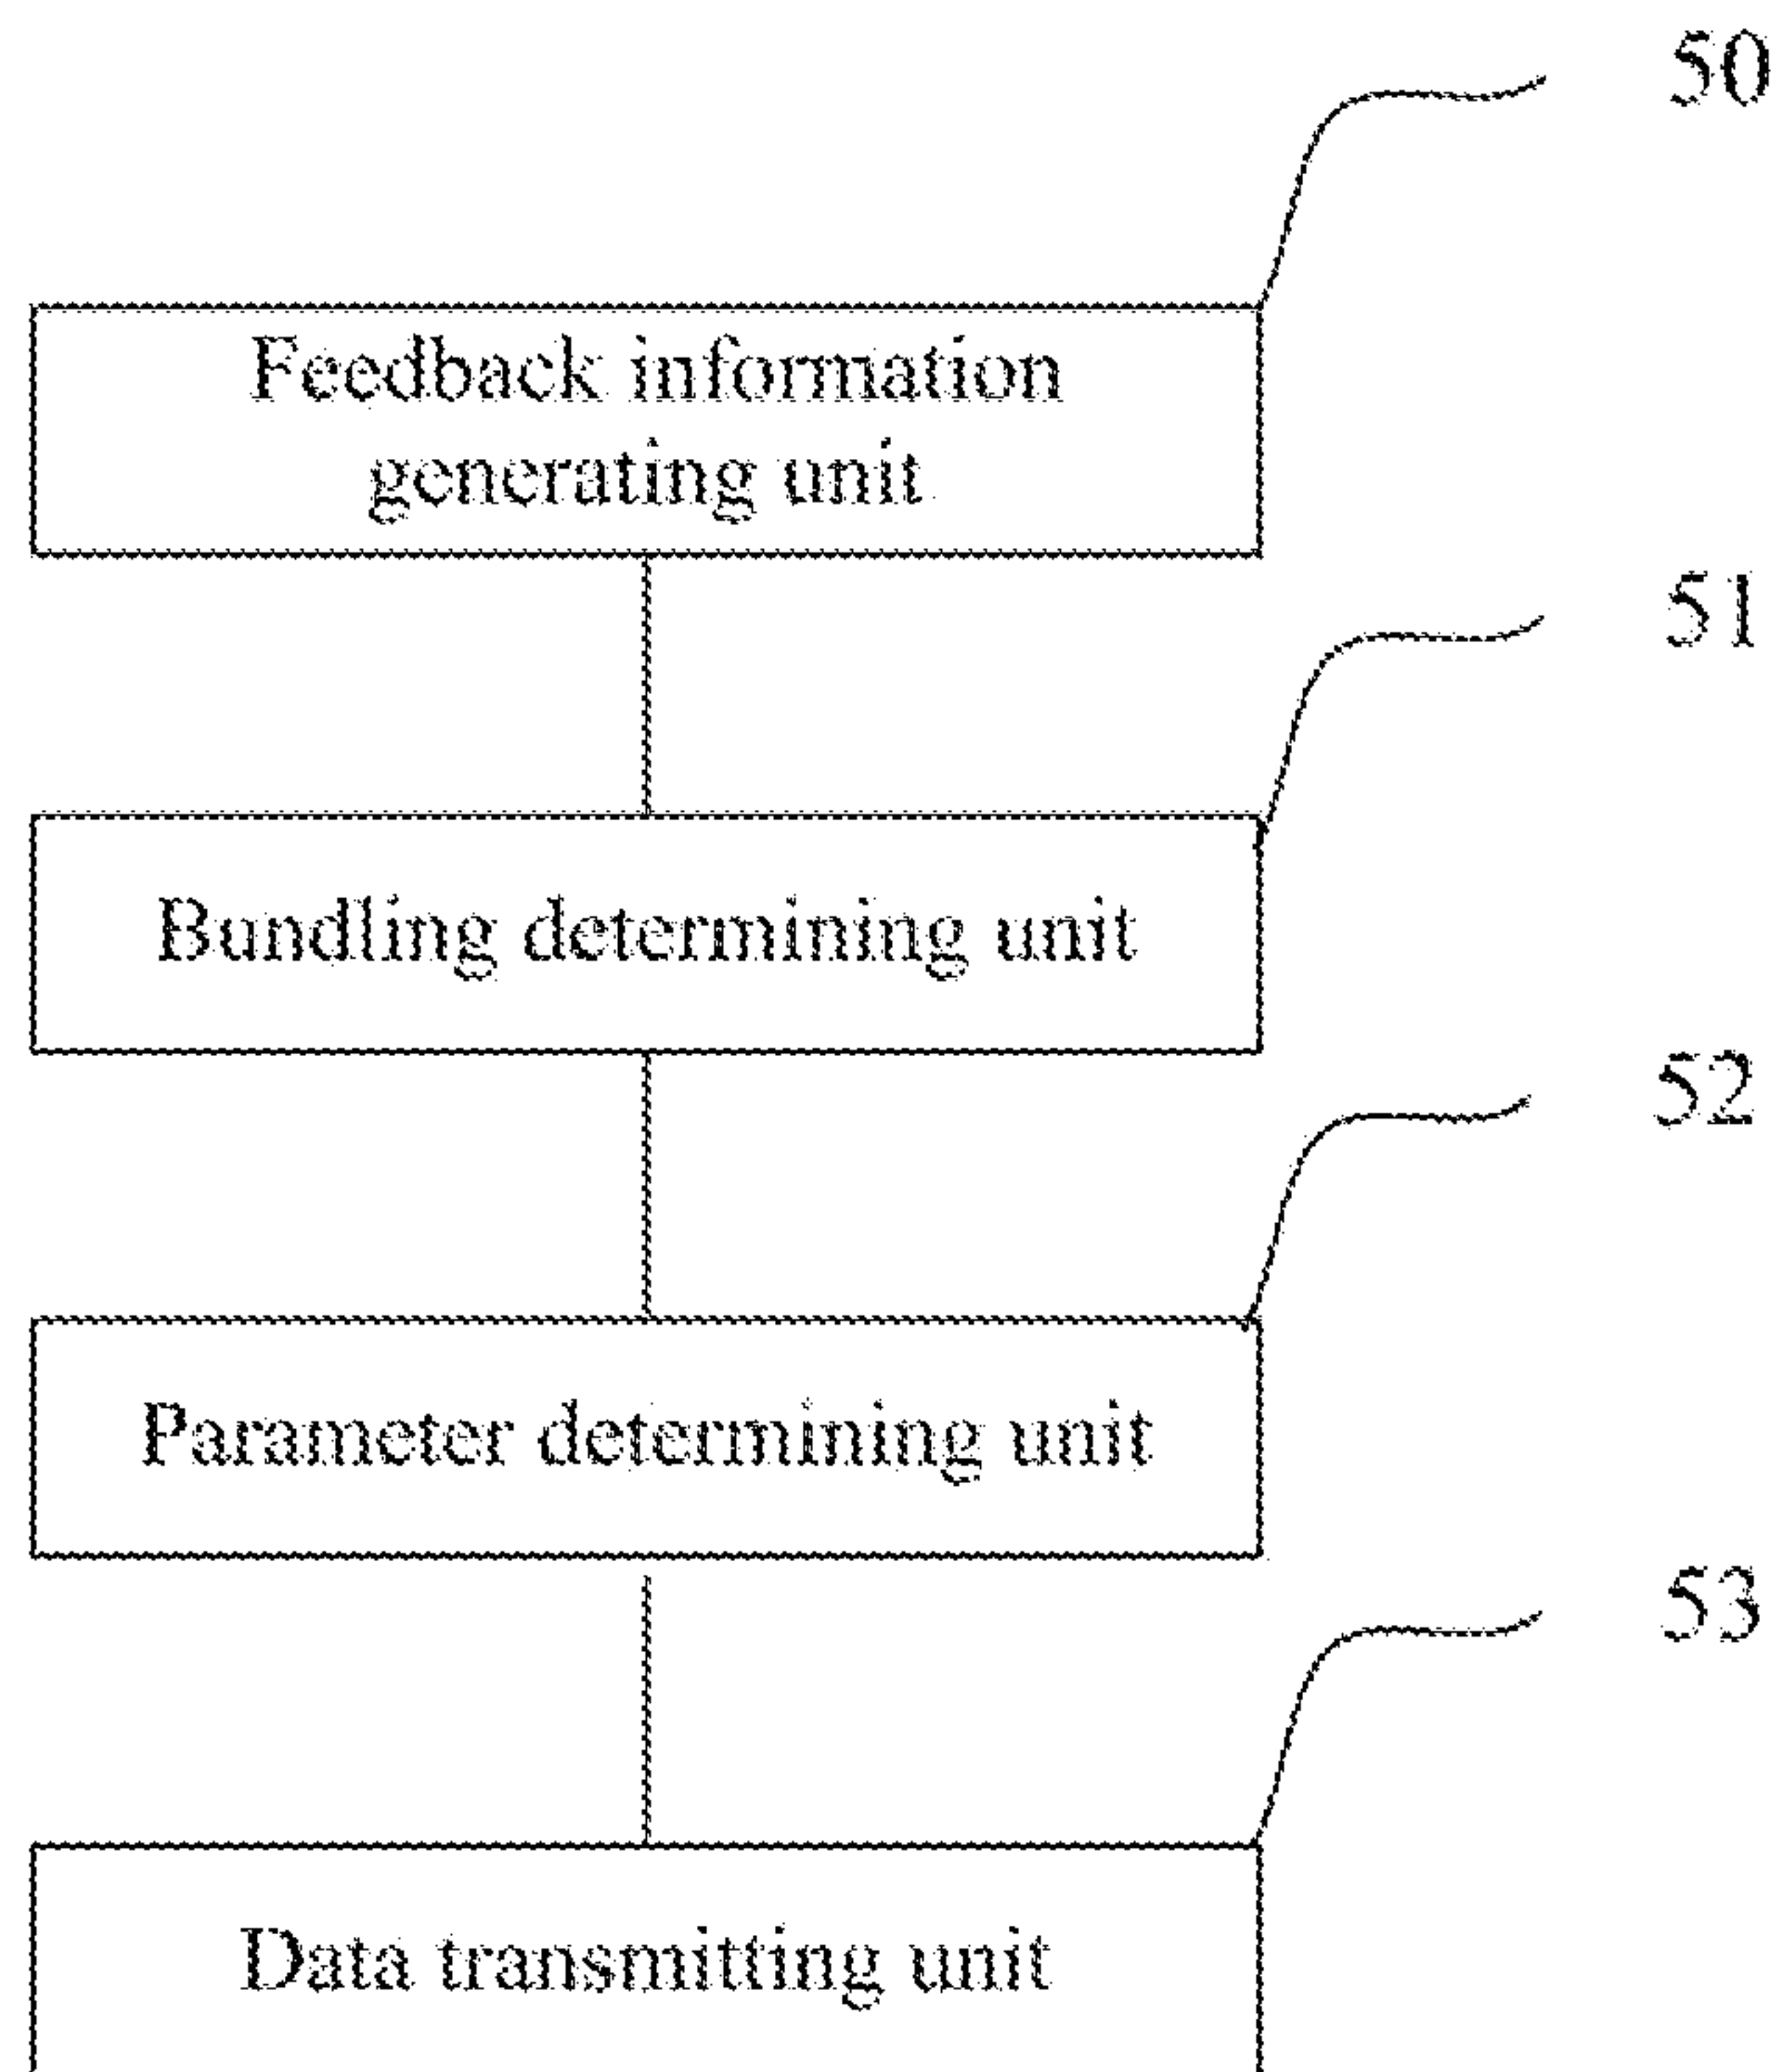 50
Feedback information
generating unit
51
Bundling determining unit
52
Parameter determining unit
53
Data transmitting unit